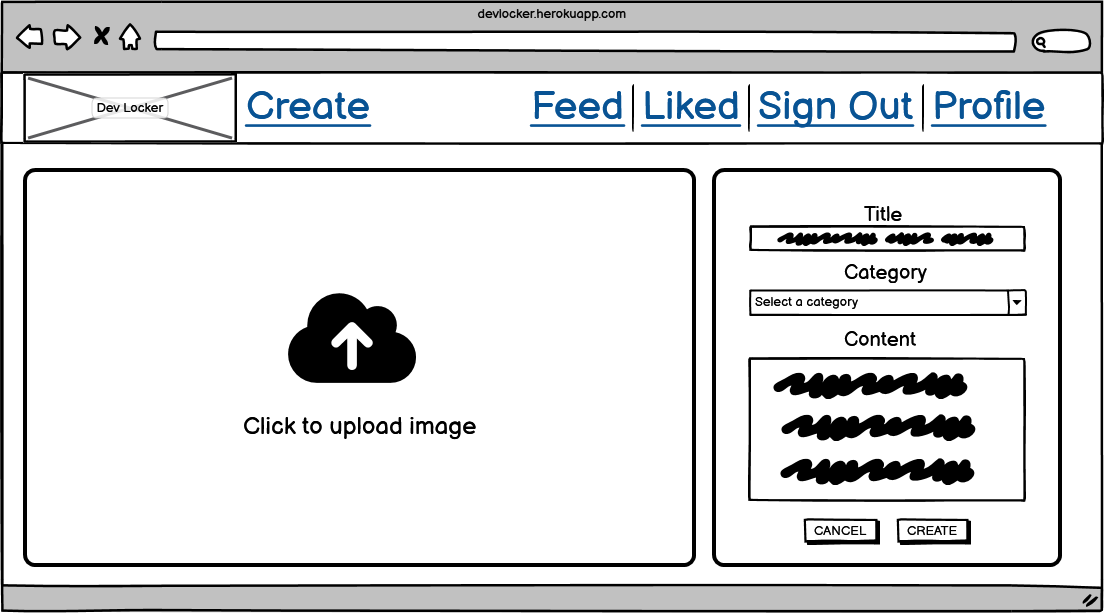 devlocker.herokuapp.com
Dev Locker
Create
Feed
Liked
Sign Out
Profile
Click to upload image
Title
Category
Select a category
Content
CANCEL
CREATE